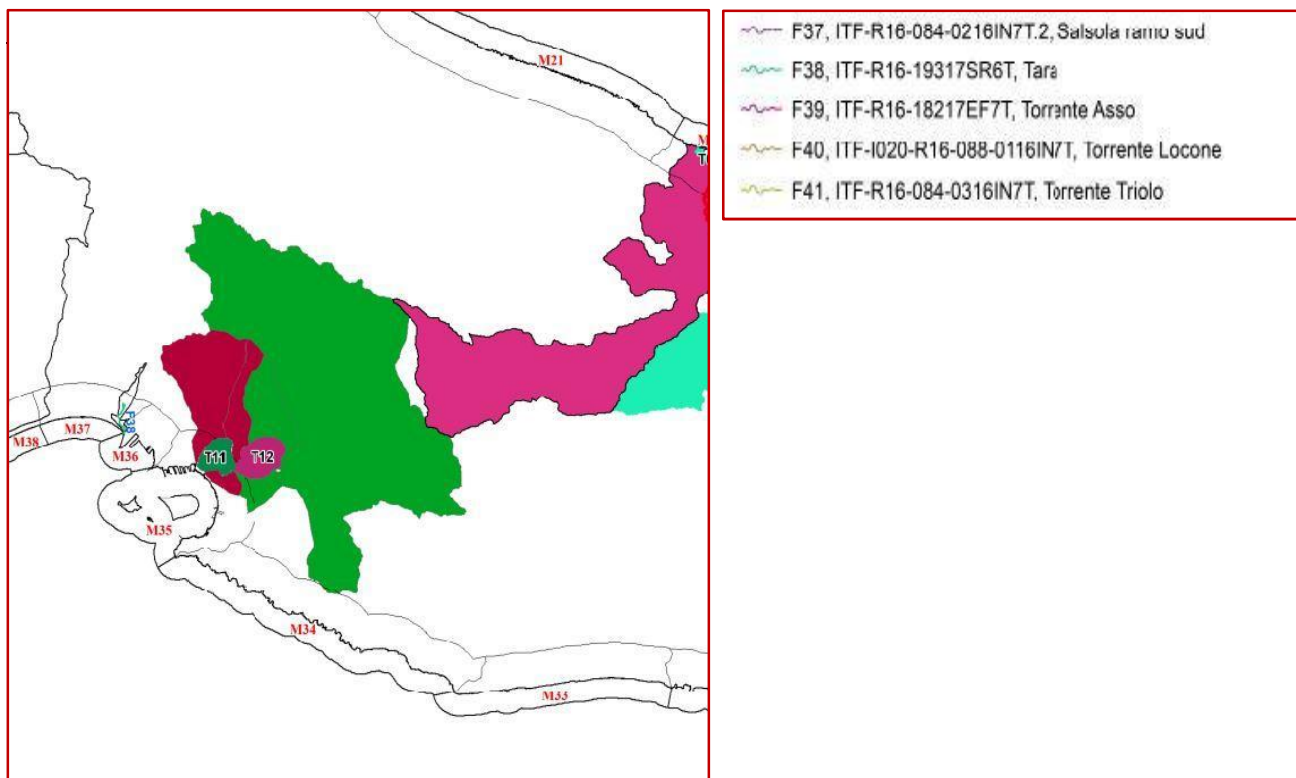 M21
M
T
F38
M38
M37
M36
T11
T12
M35
M34
M33
F37, ITF-R16-084-0216IN7T.2, Salsola ramo sud
F38, ITF-R16-19317SR6T, Tara
F39, ITF-R16-18217EF7T, Torrente Asso
F40, ITF-I020-R16-088-0116IN7T, Torrente Locone
F41, ITF-R16-084-0316IN7T, Torrente Triolo